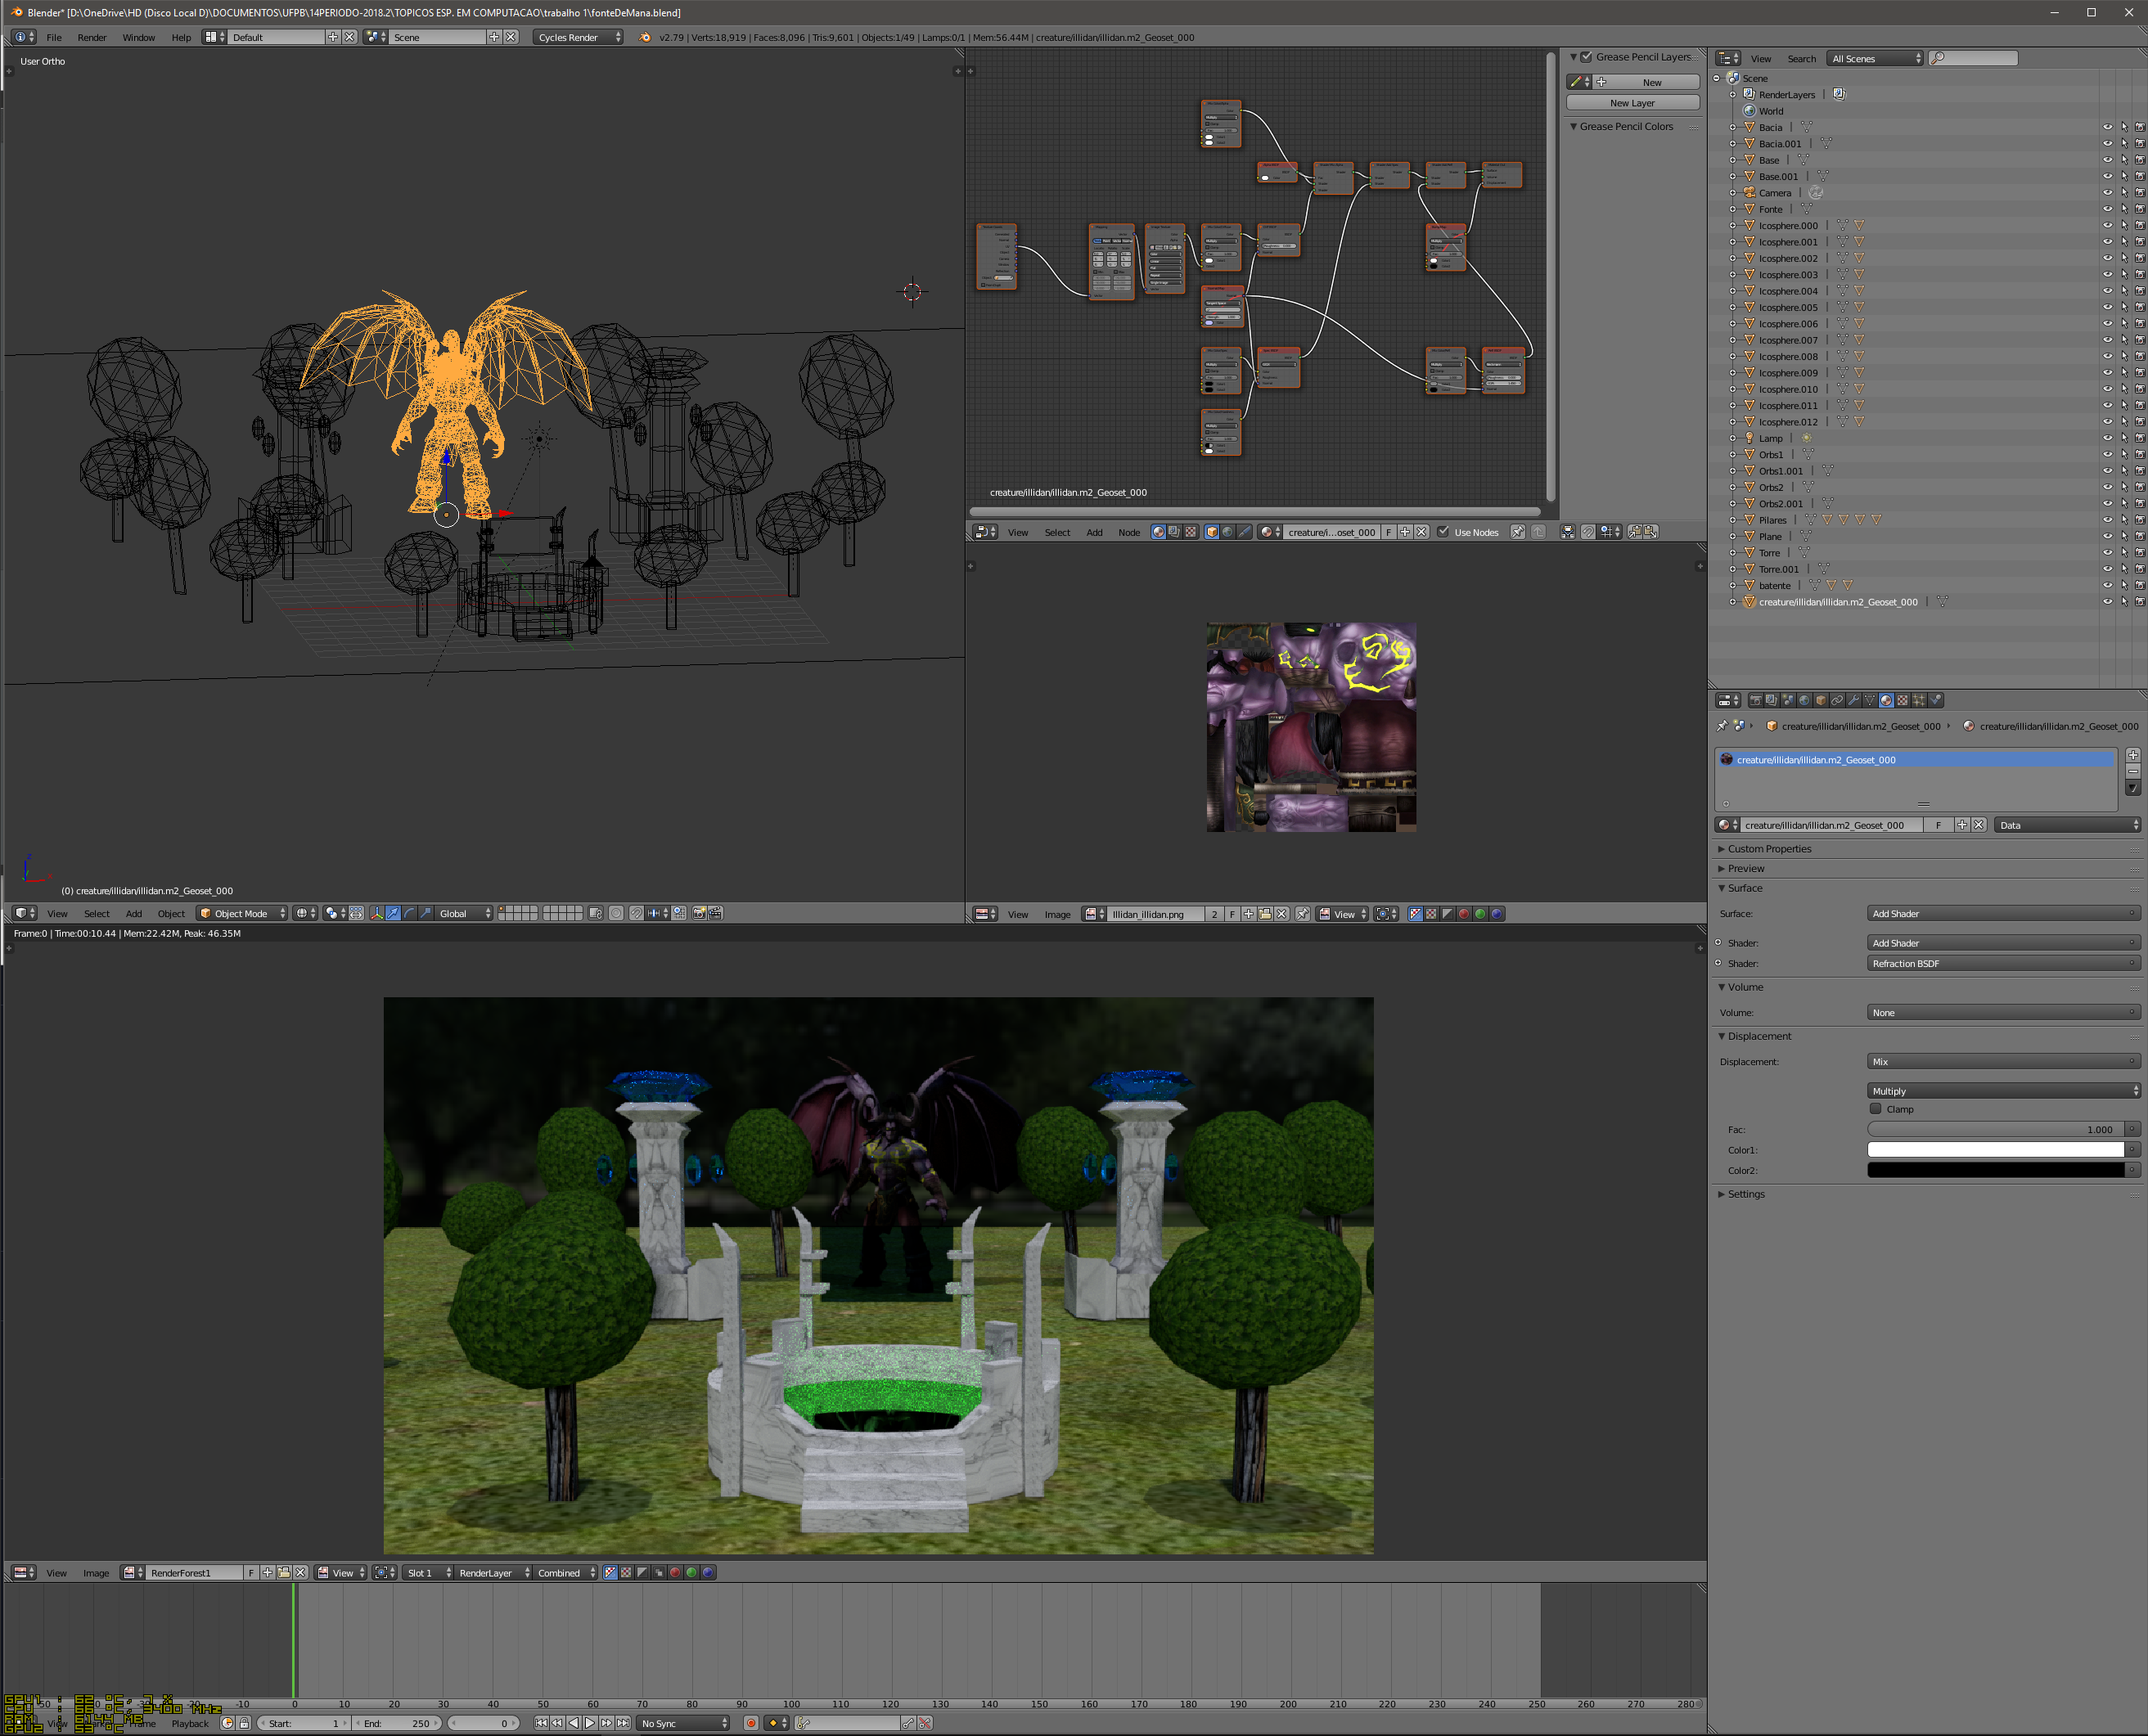 Blender* [D:\OneDrive\HD (Disco Local D)\DOCUMENTOS\UFPB\14PERIODO-2018.2\TOPICOS ESP. EM COMPUTACAO\trabalho 1\fonteDeMana.blend]
File Render Window Help Default Scene Cycles Render v2.79 | Verts:18,919 | Faces:8,096 | Tris:9,601 | Objects:1/49 | Lamps:0/1 | Mem:56.44M | creature/illidan/illidan.m2_Geoset_000
User Ortho
(0) creature/illidan/illidan.m2_Geoset_000
View Select Add Object Object Mode Global
creature/illidan/illidan.m2_Geoset_000
View Select Add Node creature/i...oset_000 F Use Nodes
Grease Pencil Layers
New
New Layer
Grease Pencil Colors
View Image Illidan_illidan.png 2 F View
View Search All Scenes
Scene
RenderLayers
World
Bacia
Bacia.001
Base
Base.001
Camera
Fonte
Icosphere.000
Icosphere.001
Icosphere.002
Icosphere.003
Icosphere.004
Icosphere.005
Icosphere.006
Icosphere.007
Icosphere.008
Icosphere.009
Icosphere.010
Icosphere.011
Icosphere.012
Lamp
Orbs1
Orbs1.001
Orbs2
Orbs2.001
Pilares
Plane
Torre
Torre.001
batente
creature/illidan/illidan.m2_Geoset_000
creature/illidan/illidan.m2_Geoset_000 creature/illidan/illidan.m2_Geoset_000
creature/illidan/illidan.m2_Geoset_000
creature/illidan/illidan.m2_Geoset_000 F Data
Custom Properties
Preview
Surface
Surface: Add Shader
Shader: Add Shader
Shader: Refraction BSDF
Volume
Volume: None
Displacement
Displacement: Mix
Multiply
Clamp
Fac: 1.000
Color1:
Color2:
Settings
Frame:0 | Time:00:10.44 | Mem:22.42M, Peak: 46.35M
View Image RenderForest1 F View Slot 1 RenderLayer Combined
-10 0 10 20 30 40 50 60 70 80 90 100 110 120 130 140 150 160 170 180 190 200 210 220 230 240 250 260 270 280
Playback Start: 1 End: 250 0 No Sync